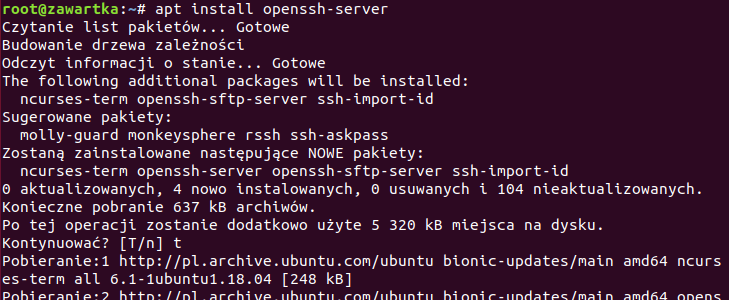 root@zawartka:~# apt install openssh-server
Czytanie list pakietów... Gotowe
Budowanie drzewa zależności
Odczyt informacji o stanie... Gotowe
The following additional packages will be installed:
  ncurses-term openssh-sftp-server ssh-import-id
Sugerowane pakiety:
  molly-guard monkeysphere rssh ssh-askpass
Zostaną zainstalowane następujące NOWE pakiety:
  ncurses-term openssh-server openssh-sftp-server ssh-import-id
0 aktualizowanych, 4 nowo instalowanych, 0 usuwanych i 104 nieaktualizowanych.
Konieczne pobranie 637 kB archiwów.
Po tej operacji zostanie dodatkowo użyte 5 320 kB miejsca na dysku.
Kontynuować? [T/n] t
Pobieranie:1 http://pl.archive.ubuntu.com/ubuntu bionic-updates/main amd64 ncurs
es-term all 6.1-1ubuntu1.18.04 [248 kB]
Pobieranie:2 http://pl.archive.ubuntu.com/ubuntu bionic-updates/main amd64 opens